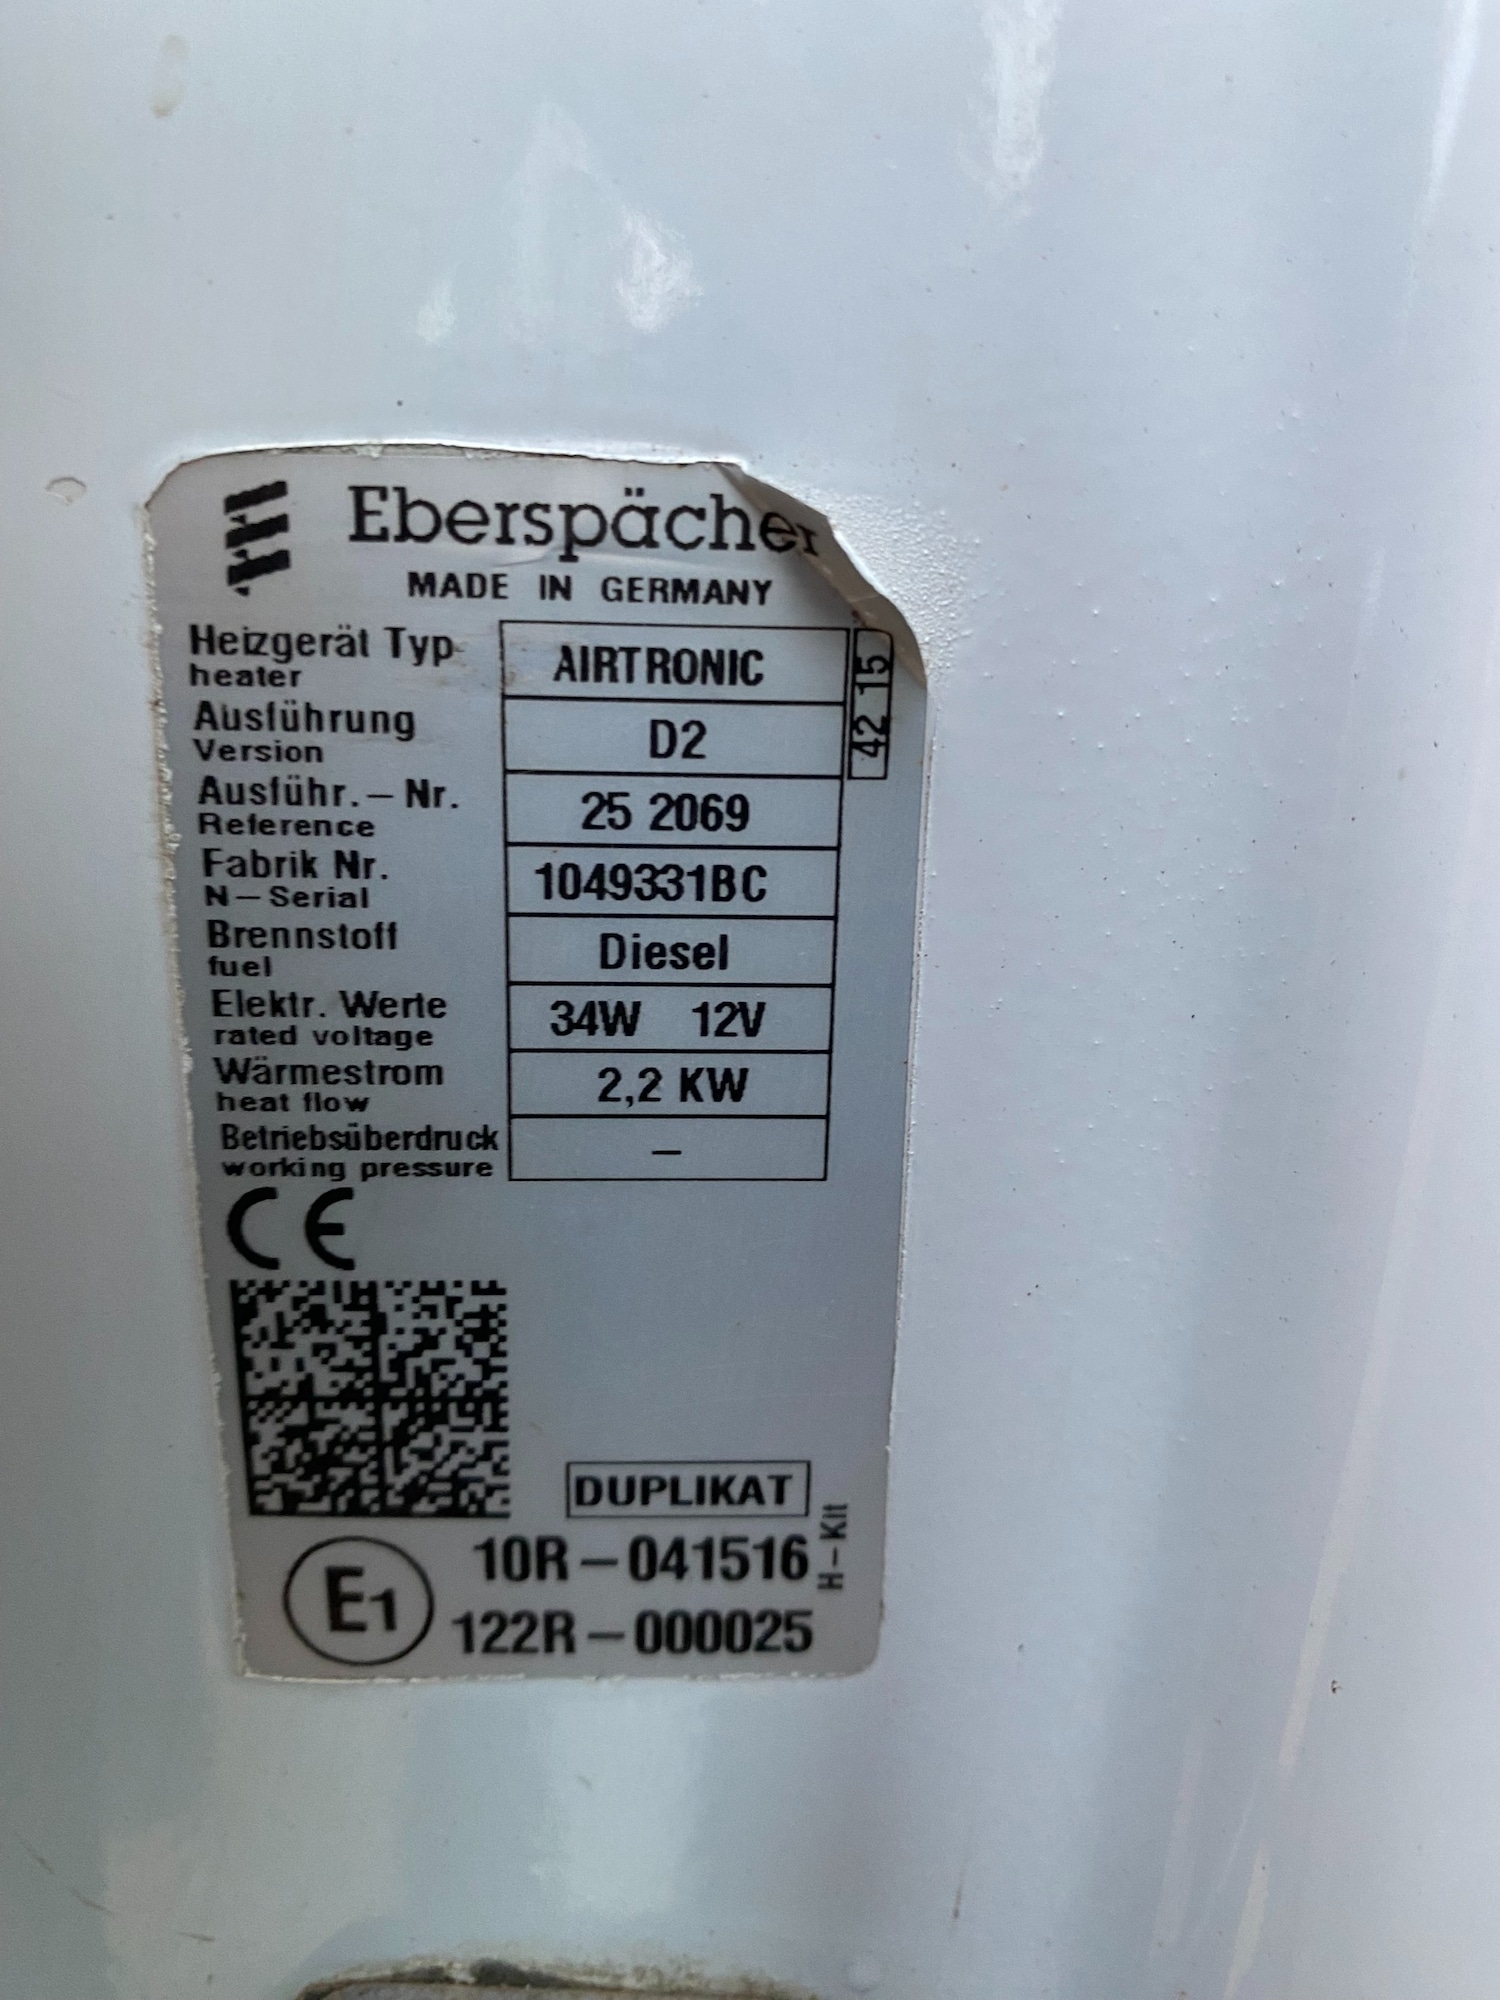 Eberspächer
MADE IN GERMANY
Heizgerät Typ
heater
AIRTRONIC
42 15
Ausführung
Version
D2
Ausführ.– Nr.
Reference
25 2069
Fabrik Nr.
N–Serial
1049331BC
Brennstoff
fuel
Diesel
Elektr. Werte
rated voltage
34W 12V
Wärmestrom
heat flow
2,2 KW
Betriebsüberdruck
working pressure
–
CE
DUPLIKAT
H–Kit
E1
10R–041516
122R–000025